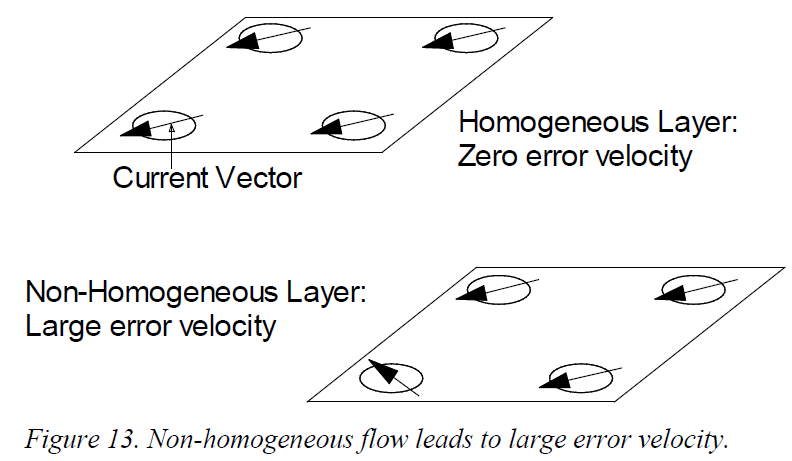 Homogeneous Layer:
Zero error velocity
Current Vector
Non-Homogeneous Layer:
Large error velocity
Figure 13. Non-homogeneous flow leads to large error velocity.